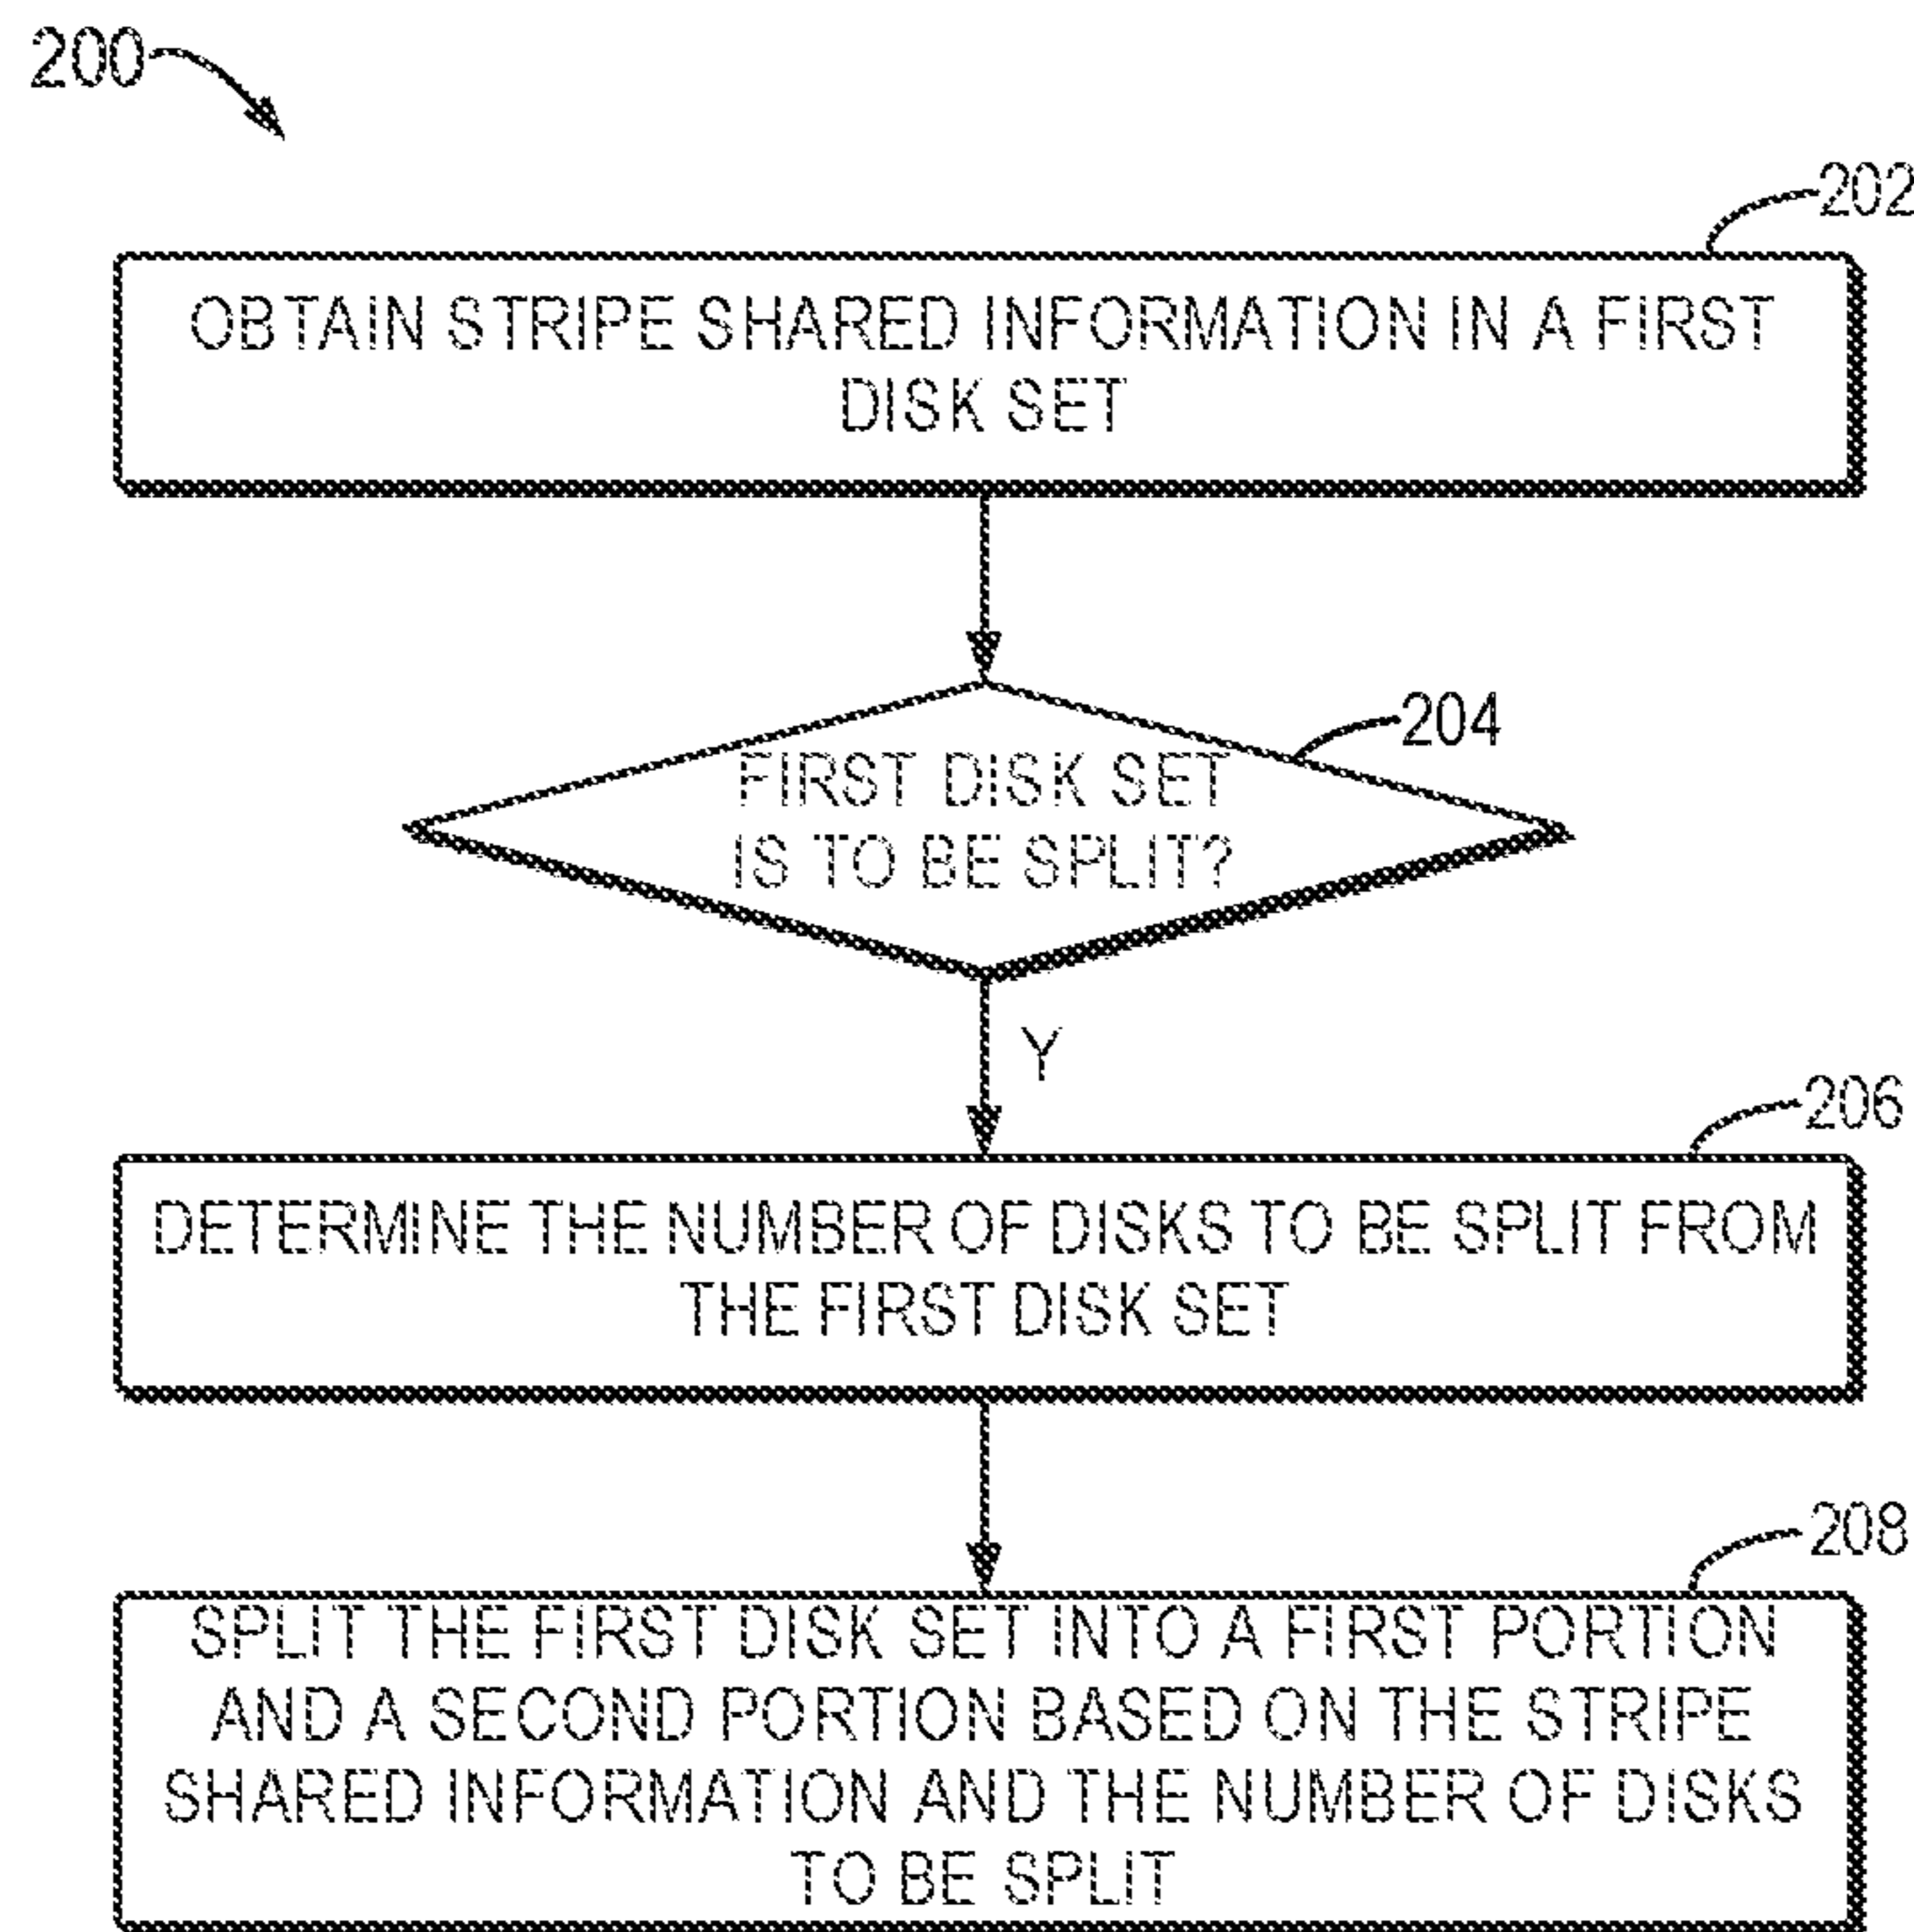 200
202
OBTAIN STRIPE SHARED INFORMATION IN A FIRST
DISK SET
204
FIRST DISK SET
IS TO BE SPLIT?
Y
206
DETERMINE THE NUMBER OF DISKS TO BE SPLIT FROM
THE FIRST DISK SET
208
SPLIT THE FIRST DISK SET INTO A FIRST PORTION
AND A SECOND PORTION BASED ON THE STRIPE
SHARED INFORMATION AND THE NUMBER OF DISKS
TO BE SPLIT